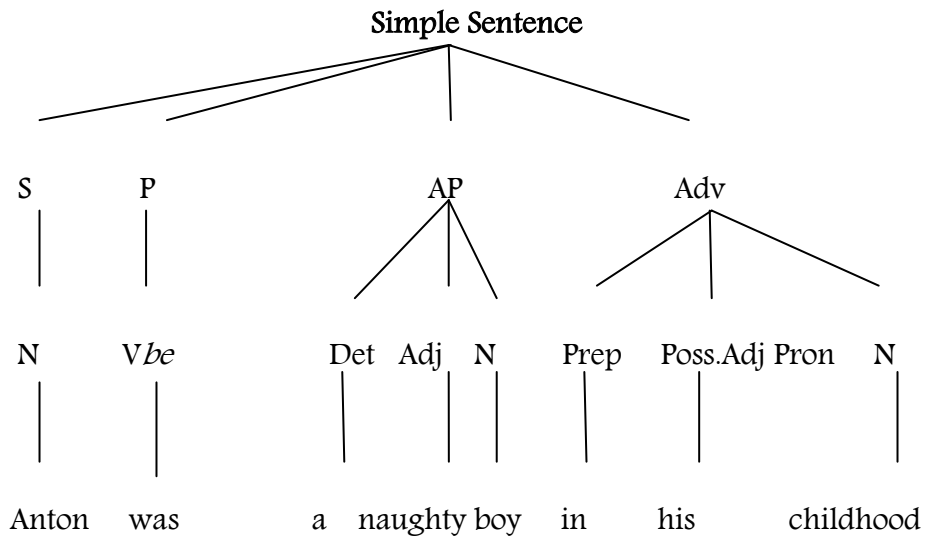 Simple Sentence
S P AP Adv
N Vbe Det Adj N Prep Poss.Adj Pron N
Anton was a naughty boy in his childhood